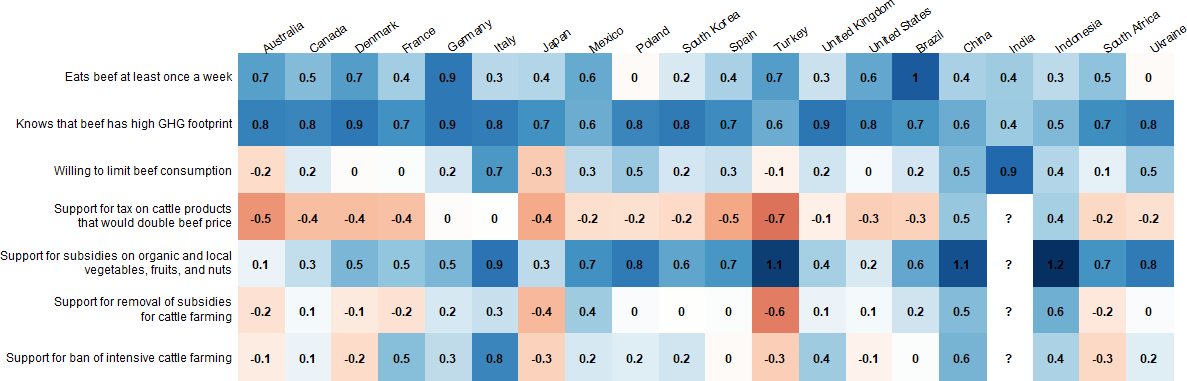 Australia Canada Denmark France Germany Italy Japan Mexico Poland South Korea Spain Turkey United Kingdom United States Brazil China India Indonesia South Africa Ukraine
Eats beef at least once a week 0.7 0.5 0.7 0.4 0.9 0.3 0.4 0.6 0 0.2 0.4 0.7 0.3 0.6 1 0.4 0.4 0.3 0.5 0
Knows that beef has high GHG footprint 0.8 0.8 0.9 0.7 0.9 0.8 0.7 0.6 0.8 0.8 0.7 0.6 0.9 0.8 0.7 0.6 0.4 0.5 0.7 0.8
Willing to limit beef consumption -0.2 0.2 0 0 0.2 0.7 -0.3 0.3 0.5 0.2 0.3 -0.1 0.2 0 0.2 0.5 0.9 0.4 0.1 0.5
Support for tax on cattle products
that would double beef price -0.5 -0.4 -0.4 -0.4 0 0 -0.4 -0.2 -0.2 -0.2 -0.5 -0.7 -0.1 -0.3 -0.3 0.5 ? 0.4 -0.2 -0.2
Support for subsidies on organic and local
vegetables, fruits, and nuts 0.1 0.3 0.5 0.5 0.5 0.9 0.3 0.7 0.8 0.6 0.7 1.1 0.4 0.2 0.6 1.1 ? 1.2 0.7 0.8
Support for removal of subsidies
for cattle farming -0.2 0.1 -0.1 -0.2 0.2 0.3 -0.4 0.4 0 0 0 -0.6 0.1 0.1 0.2 0.5 ? 0.6 -0.2 0
Support for ban of intensive cattle farming -0.1 0.1 -0.2 0.5 0.3 0.8 -0.3 0.2 0.2 0.2 0 -0.3 0.4 -0.1 0 0.6 ? 0.4 -0.3 0.2